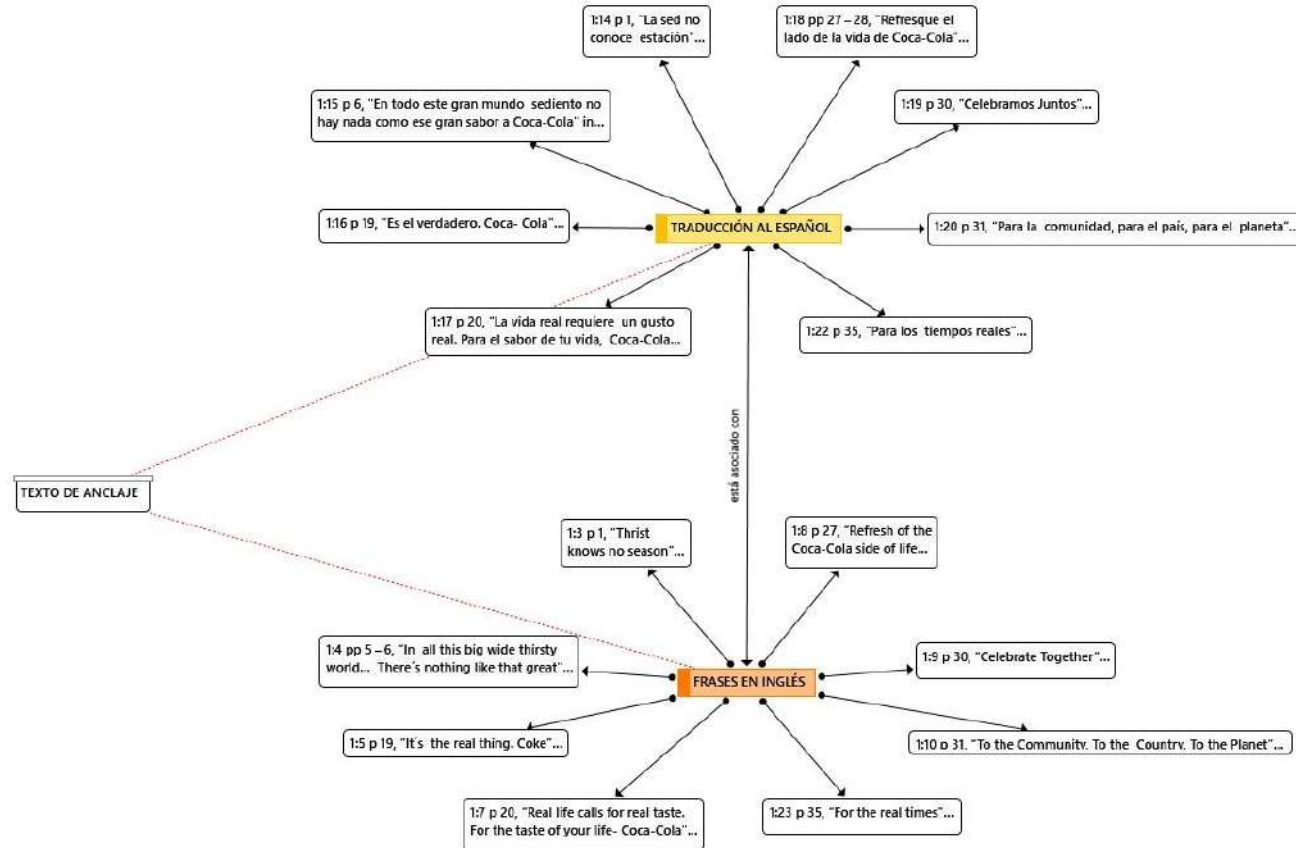 1:14 p 1, "La sed no
conoce estación"...
1:18 pp 27 – 28, "Refresque el
lado de la vida de Coca-Cola"...
1:15 p 6, "En todo este gran mundo sediento no
hay nada como ese gran sabor a Coca-Cola" in...
1:19 p 30, "Celebramos Juntos"...
1:16 p 19, "Es el verdadero. Coca- Cola"...
TRADUCCIÓN AL ESPAÑOL
1:20 p 31, "Para la comunidad, para el país, para el planeta"...
1:17 p 20, "La vida real requiere un gusto
real. Para el sabor de tu vida, Coca-Cola...
1:22 p 35, "Para los tiempos reales"...
está asociado con
TEXTO DE ANCLAJE
1:3 p 1, "Thrist
knows no season"...
1:8 p 27, "Refresh of the
Coca-Cola side of life...
1:4 pp 5 – 6, "In all this big wide thirsty
world... There´s nothing like that great"...
1:9 p 30, "Celebrate Together"...
FRASES EN INGLÉS
1:5 p 19, "It´s the real thing. Coke"...
1:10 p 31, "To the Community. To the Country. To the Planet"...
1:7 p 20, "Real life calls for real taste.
For the taste of your life- Coca-Cola"...
1:23 p 35, "For the real times"...